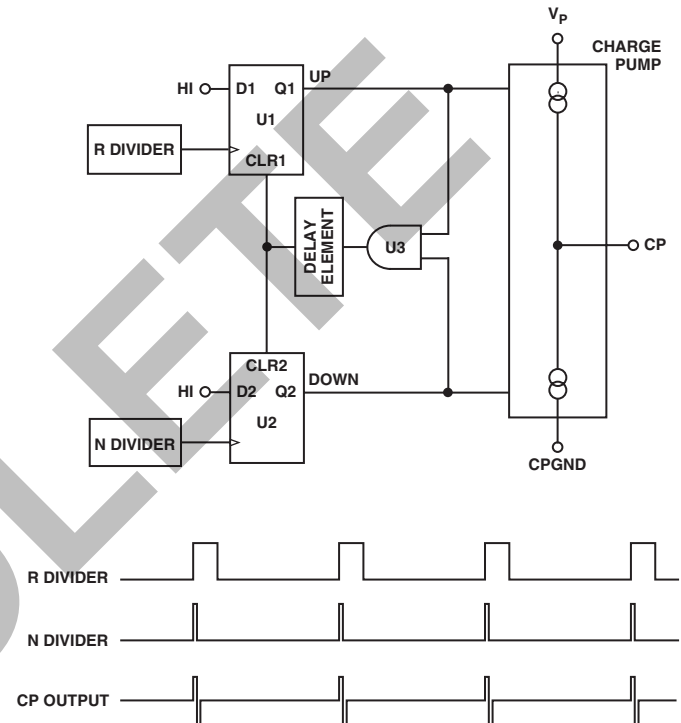 VP
CHARGE
PUMP
HI
D1
Q1
UP
U1
R DIVIDER
CLR1
DELAY
ELEMENT
U3
CP
CLR2
HI
D2
Q2
DOWN
U2
N DIVIDER
CPGND
R DIVIDER
N DIVIDER
CP OUTPUT
OLETE